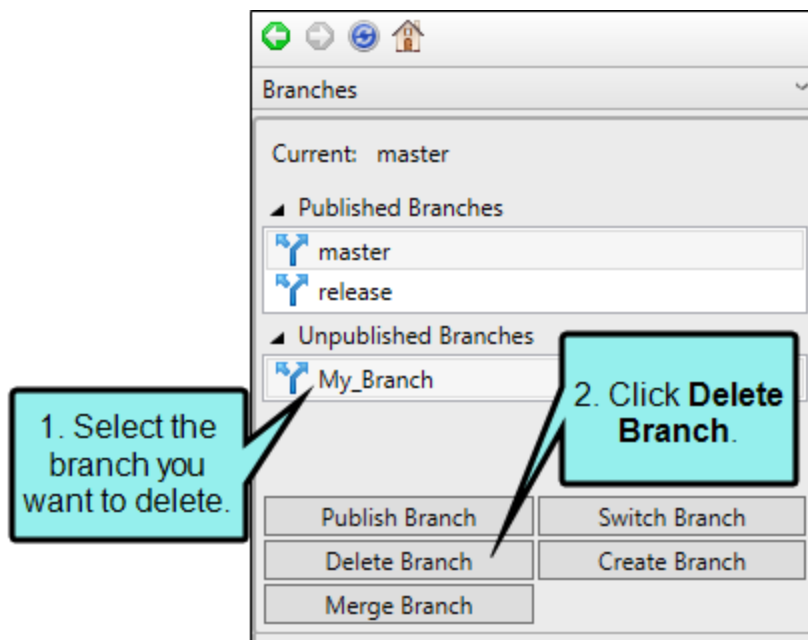 Branches
Current: master
Published Branches
master
release
Unpublished Branches
My_Branch
1. Select the
branch you
want to delete.
2. Click Delete
Branch.
Publish Branch
Switch Branch
Delete Branch
Create Branch
Merge Branch